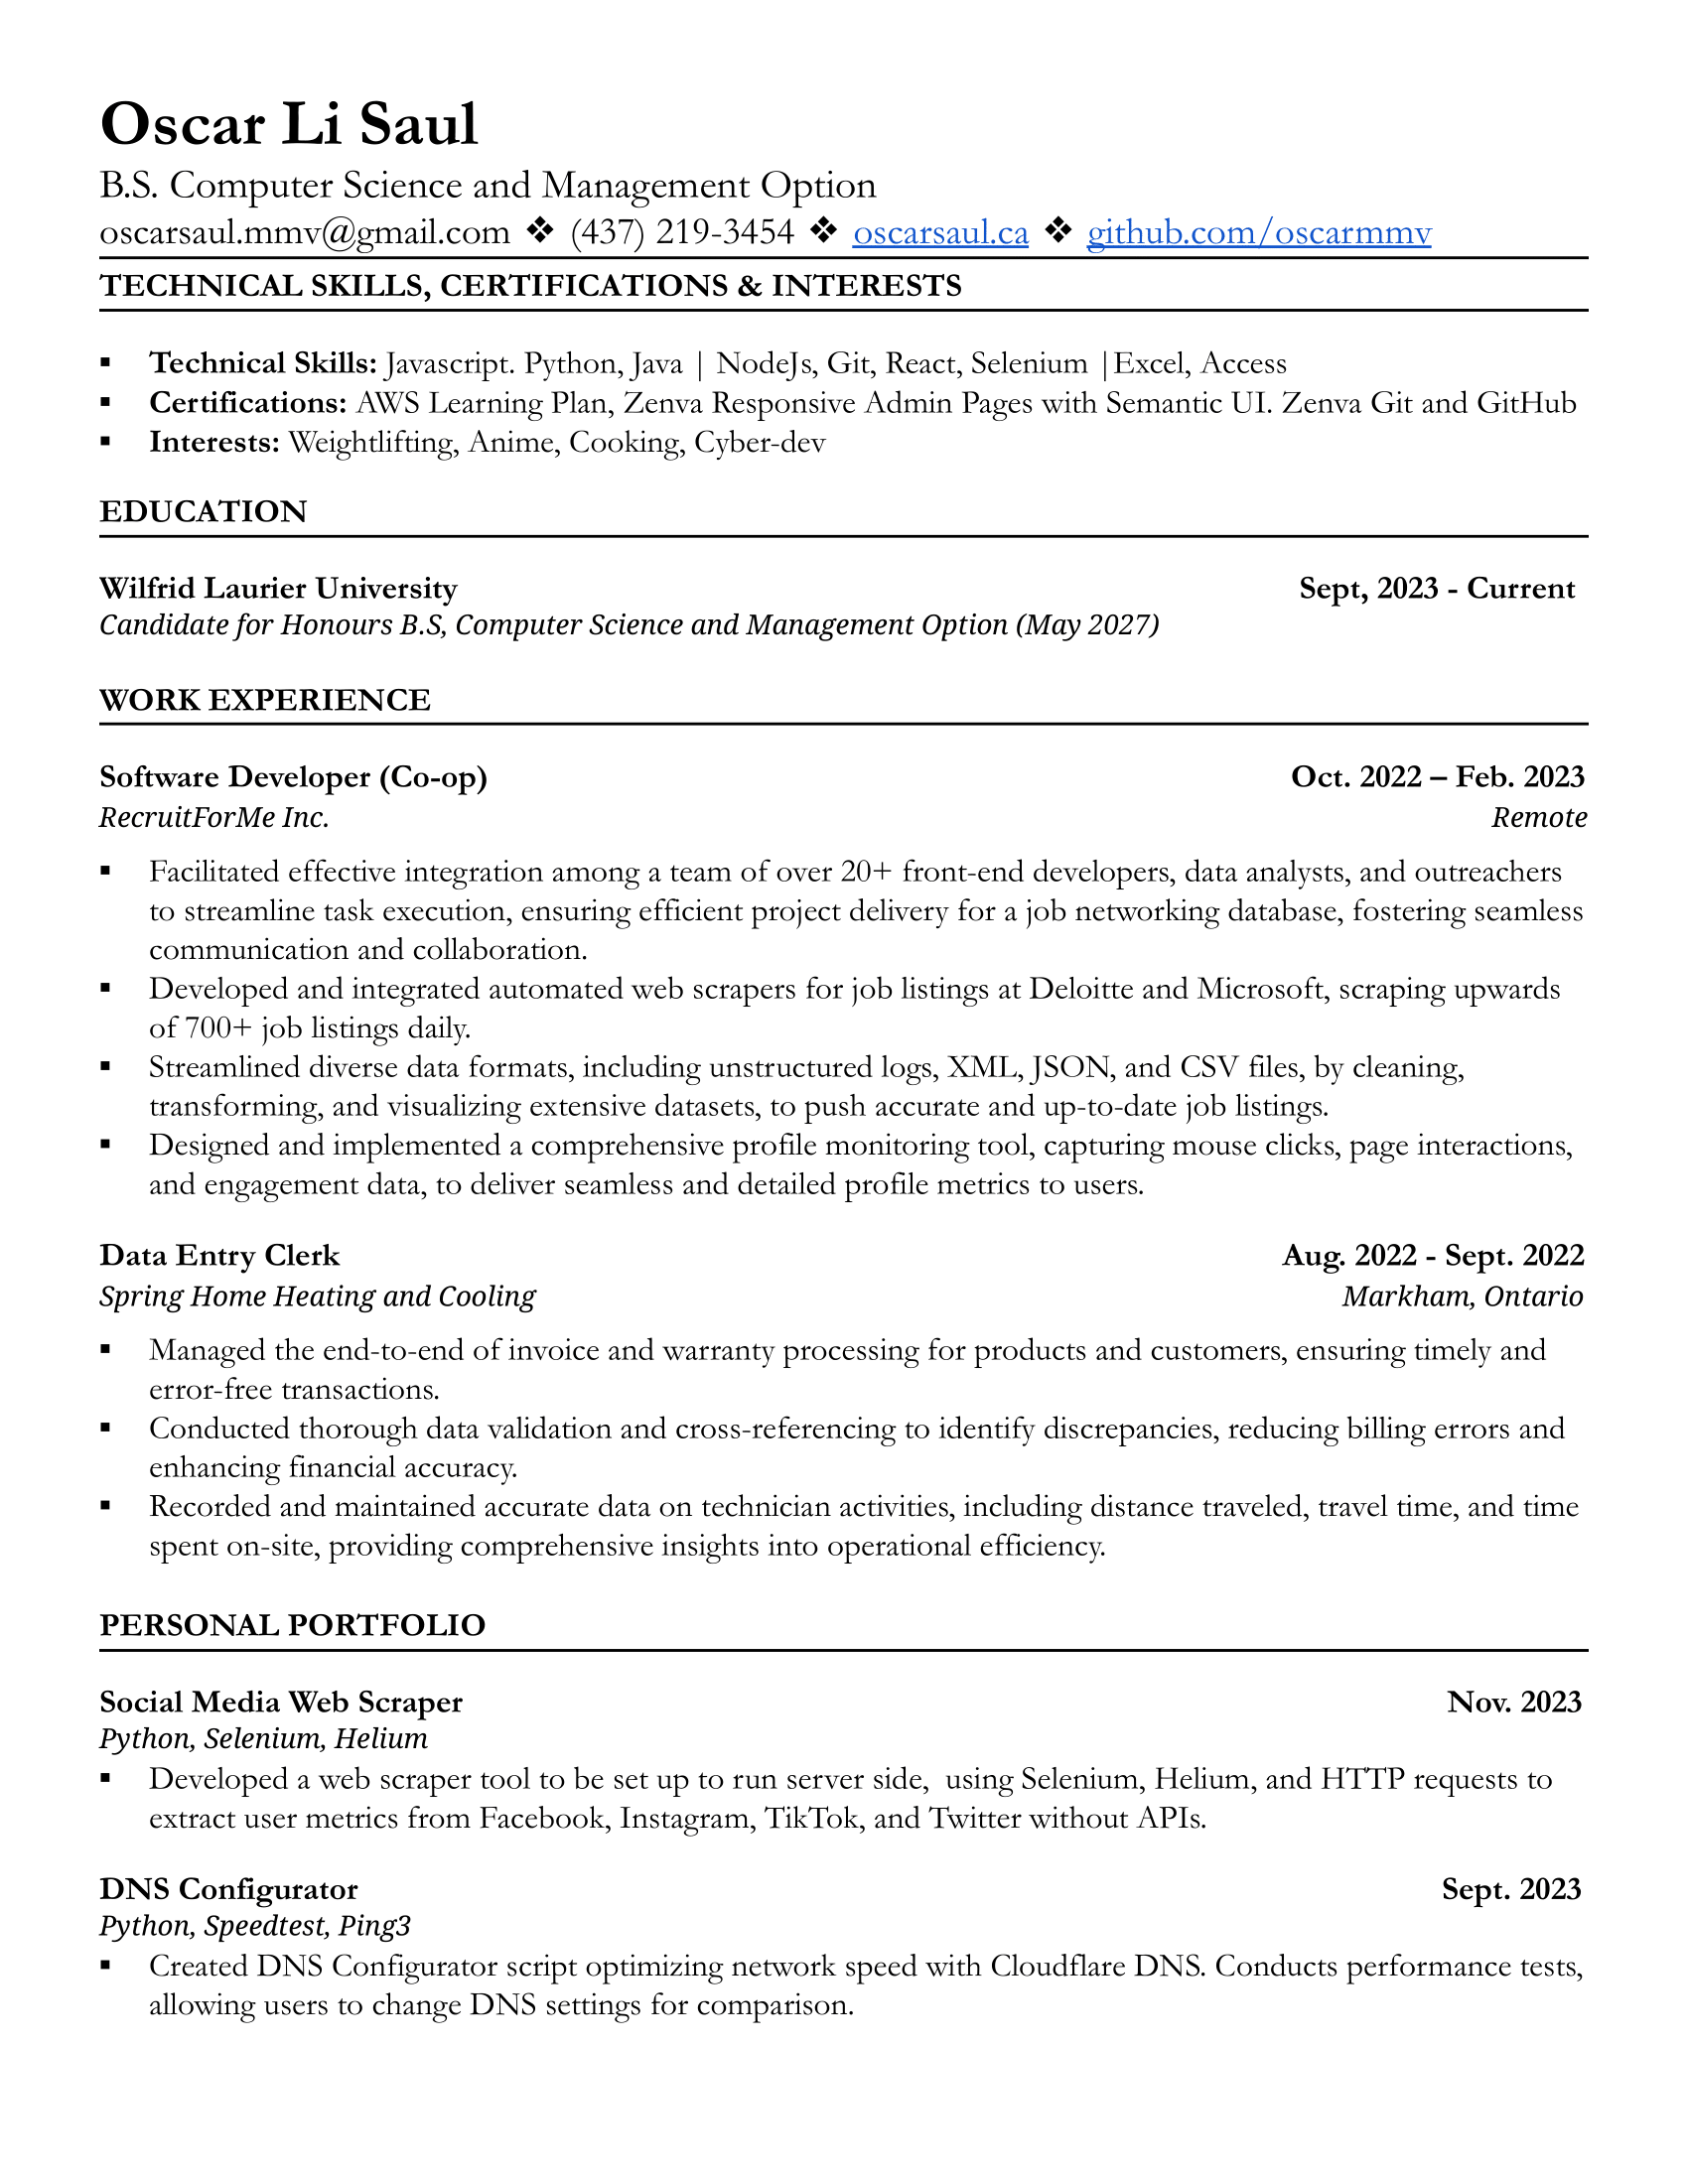 Oscar Li Saul
B.S. Computer Science and Management Option
oscarsaul.mmv@gmail.com ❖ (437) 219-3454 ❖ oscarsaul.ca ❖ github.com/oscarmmv
TECHNICAL SKILLS, CERTIFICATIONS & INTERESTS
▪ Technical Skills: Javascript. Python, Java | NodeJs, Git, React, Selenium |Excel, Access
▪ Certifications: AWS Learning Plan, Zenva Responsive Admin Pages with Semantic UI. Zenva Git and GitHub
▪ Interests: Weightlifting, Anime, Cooking, Cyber-dev
EDUCATION
Wilfrid Laurier University Sept, 2023 - Current
Candidate for Honours B.S, Computer Science and Management Option (May 2027)
WORK EXPERIENCE
Software Developer (Co-op) Oct. 2022 – Feb. 2023
RecruitForMe Inc. Remote
▪ Facilitated effective integration among a team of over 20+ front-end developers, data analysts, and outreachers
to streamline task execution, ensuring efficient project delivery for a job networking database, fostering seamless
communication and collaboration.
▪ Developed and integrated automated web scrapers for job listings at Deloitte and Microsoft, scraping upwards
of 700+ job listings daily.
▪ Streamlined diverse data formats, including unstructured logs, XML, JSON, and CSV files, by cleaning,
transforming, and visualizing extensive datasets, to push accurate and up-to-date job listings.
▪ Designed and implemented a comprehensive profile monitoring tool, capturing mouse clicks, page interactions,
and engagement data, to deliver seamless and detailed profile metrics to users.
Data Entry Clerk Aug. 2022 - Sept. 2022
Spring Home Heating and Cooling Markham, Ontario
▪ Managed the end-to-end of invoice and warranty processing for products and customers, ensuring timely and
error-free transactions.
▪ Conducted thorough data validation and cross-referencing to identify discrepancies, reducing billing errors and
enhancing financial accuracy.
▪ Recorded and maintained accurate data on technician activities, including distance traveled, travel time, and time
spent on-site, providing comprehensive insights into operational efficiency.
PERSONAL PORTFOLIO
Social Media Web Scraper Nov. 2023
Python, Selenium, Helium
▪ Developed a web scraper tool to be set up to run server side,  using Selenium, Helium, and HTTP requests to
extract user metrics from Facebook, Instagram, TikTok, and Twitter without APIs.
DNS Configurator Sept. 2023
Python, Speedtest, Ping3
▪ Created DNS Configurator script optimizing network speed with Cloudflare DNS. Conducts performance tests,
allowing users to change DNS settings for comparison.